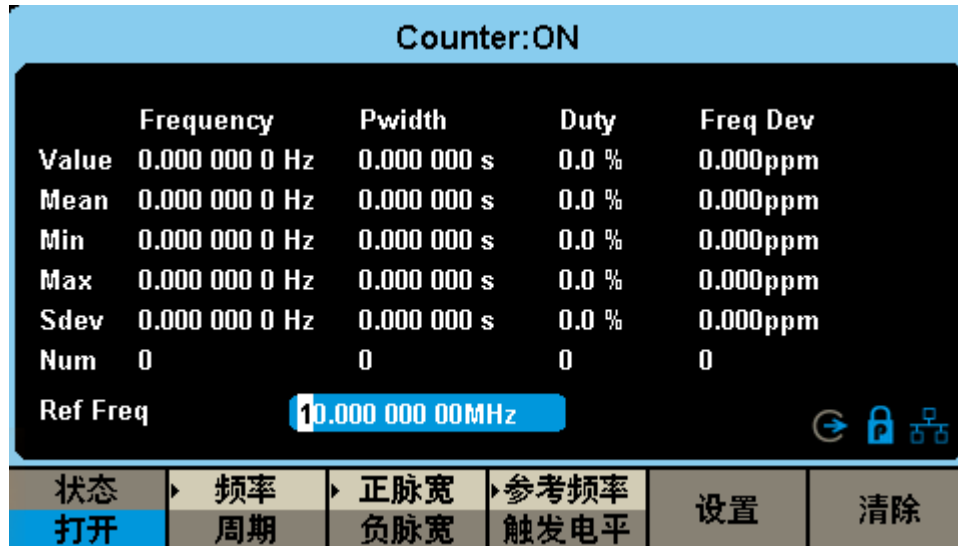 Counter:ON
Frequency Pwidth Duty Freq Dev
Value 0.000 000 0 Hz 0.000 000 s 0.0 % 0.000ppm
Mean 0.000 000 0 Hz 0.000 000 s 0.0 % 0.000ppm
Min 0.000 000 0 Hz 0.000 000 s 0.0 % 0.000ppm
Max 0.000 000 0 Hz 0.000 000 s 0.0 % 0.000ppm
Sdev 0.000 000 0 Hz 0.000 000 s 0.0 % 0.000ppm
Num 0 0 0 0
Ref Freq 10.000 000 00MHz
P
状态 频率 正脉宽 参考频率 设置 清除
打开 周期 负脉宽 触发电平